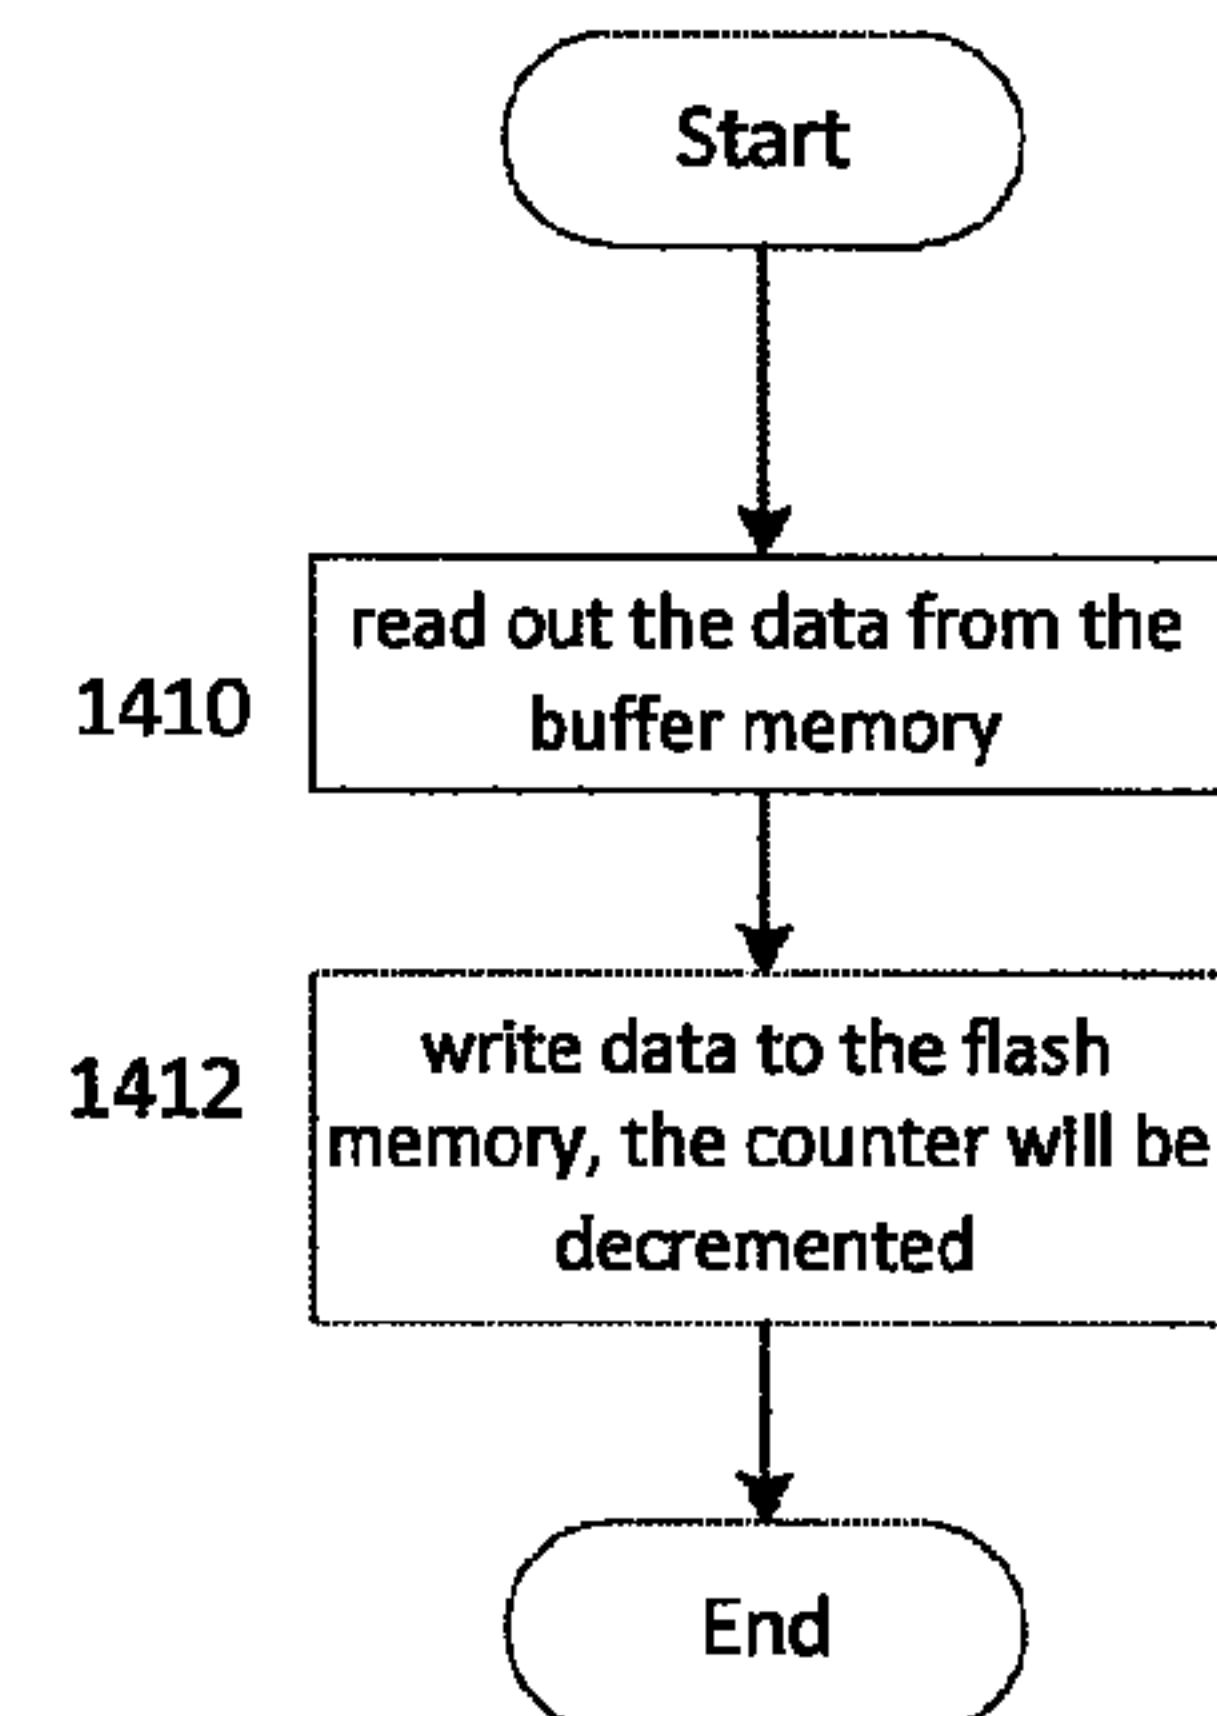 Start
read out the data from the
1410
buffer memory
write data to the flash
1412
memory, the counter will be
decremented
End